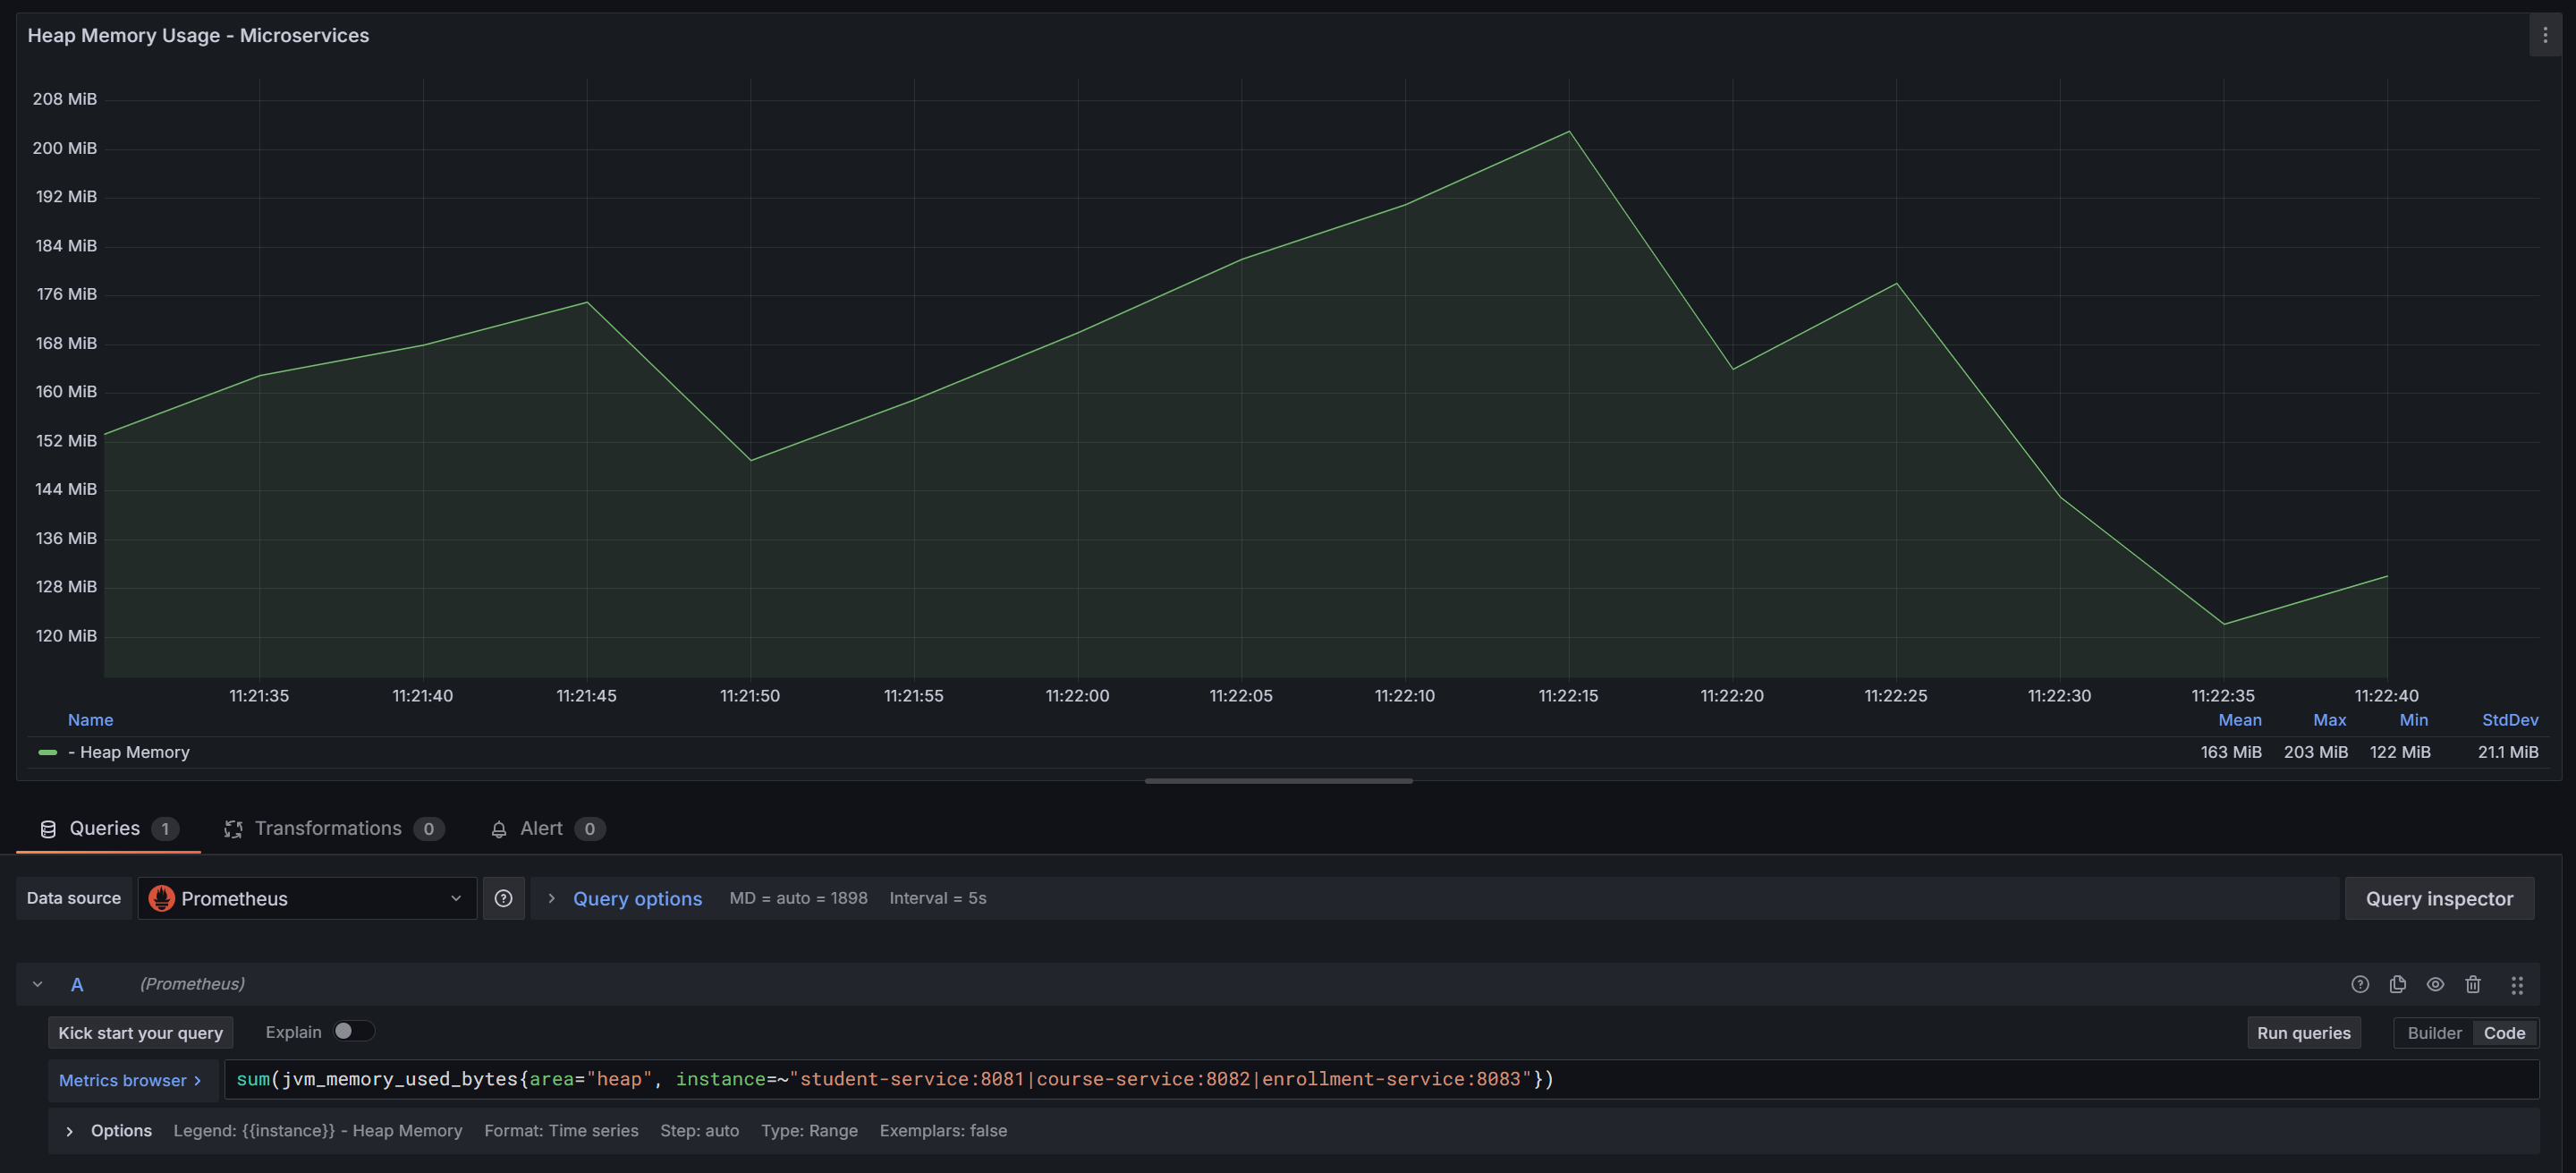 Heap Memory Usage - Microservices
208 MiB
200 MiB
192 MiB
184 MiB
176 MiB
168 MiB
160 MiB
152 MiB
144 MiB
136 MiB
128 MiB
120 MiB
11:21:35 11:21:40 11:21:45 11:21:50 11:21:55 11:22:00 11:22:05 11:22:10 11:22:15 11:22:20 11:22:25 11:22:30 11:22:35 11:22:40
Name Mean Max Min StdDev
- Heap Memory 163 MiB 203 MiB 122 MiB 21.1 MiB
Queries 1 Transformations 0 Alert 0
Data source Prometheus Query options MD = auto = 1898 Interval = 5s Query inspector
A (Prometheus)
Kick start your query Explain Run queries Builder Code
Metrics browser > sum(jvm_memory_used_bytes{area="heap", instance=~"student-service:8081|course-service:8082|enrollment-service:8083"})
Options Legend: {{instance}} - Heap Memory Format: Time series Step: auto Type: Range Exemplars: false